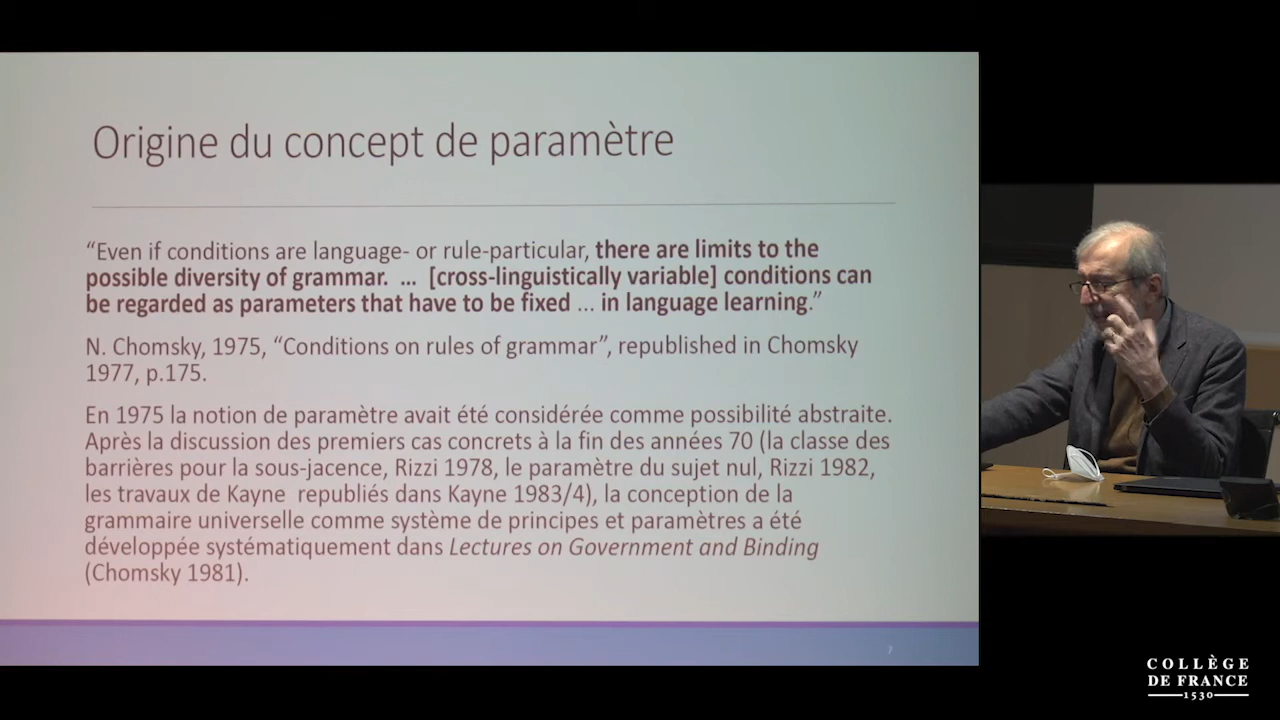 Origine du concept de paramètre
“Even if conditions are language- or rule-particular, there are limits to the
possible diversity of grammar. ... [cross-linguistically variable] conditions can
be regarded as parameters that have to be fixed ... in language learning.”
N. Chomsky, 1975, “Conditions on rules of grammar”, republished in Chomsky
1977, p.175.
En 1975 la notion de paramètre avait été considérée comme possibilité abstraite.
Après la discussion des premiers cas concrets à la fin des années 70 (la classe des
barrières pour la sous-jacence, Rizzi 1978, le paramètre du sujet nul, Rizzi 1982,
les travaux de Kayne republiés dans Kayne 1983/4), la conception de la
grammaire universelle comme système de principes et paramètres a été
développée systématiquement dans Lectures on Government and Binding
(Chomsky 1981).
7
COLLÈGE
DE FRANCE
1530